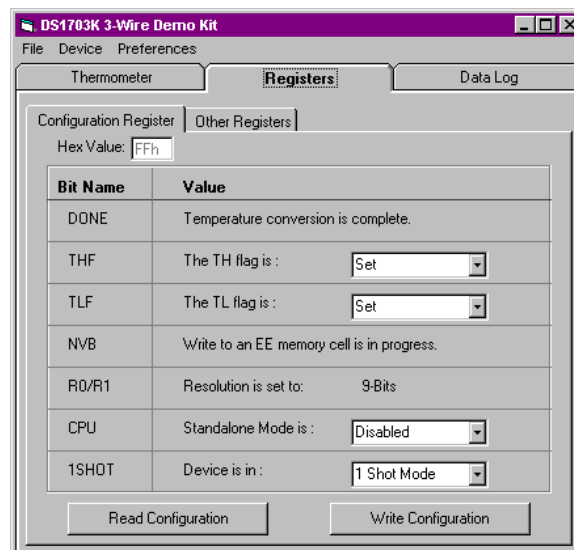 DS1703K 3-Wire Demo Kit
File Device Preferences
Thermometer Registers Data Log
Configuration Register Other Registers
Hex Value: FFh
Bit Name Value
DONE Temperature conversion is complete.
THF The TH flag is : Set
TLF The TL flag is : Set
NVB Write to an EE memory cell is in progress.
R0/R1 Resolution is set to: 9-Bits
CPU Standalone Mode is : Disabled
1SHOT Device is in : 1 Shot Mode
Read Configuration Write Configuration